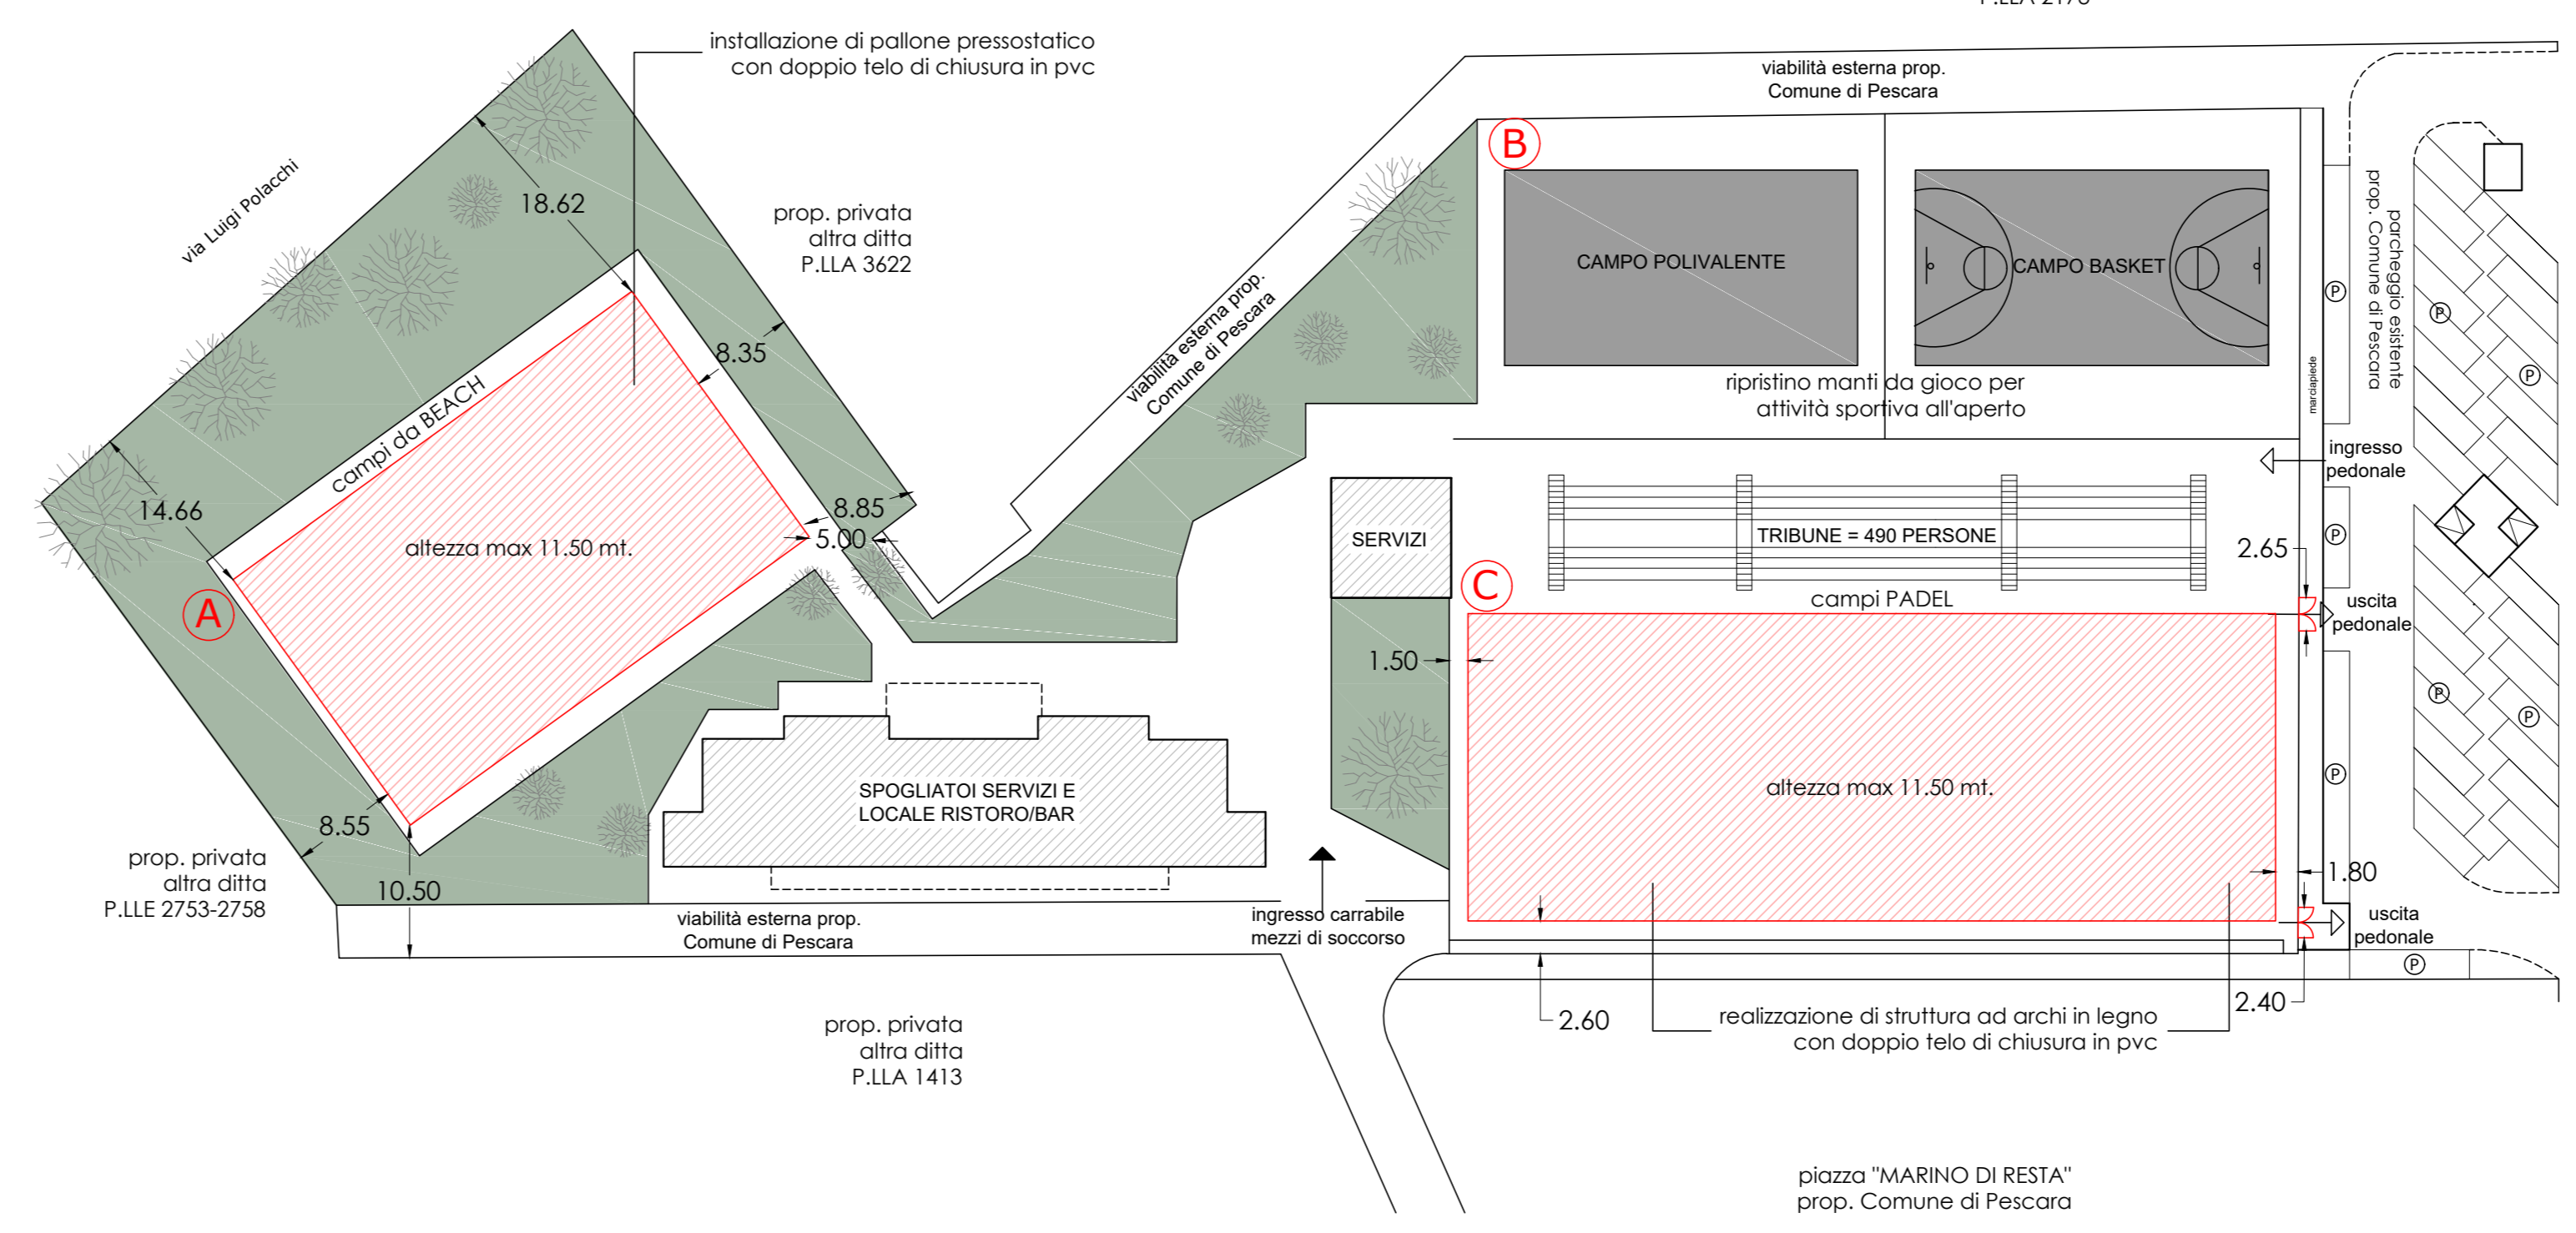 installazione di pallone pressostatico
con doppio telo di chiusura in pvc
viabilità esterna prop.
Comune di Pescara
via Luigi Polacchi
18.62
prop. privata
altra ditta
P.LLA 3622
8.35
campi da BEACH
14.66
8.85
5.00
altezza max 11.50 mt.
A
8.55
10.50
prop. privata
altra ditta
P.LLE 2753-2758
viabilità esterna prop.
Comune di Pescara
B
CAMPO POLIVALENTE
CAMPO BASKET
ripristino manti da gioco per
attività sportiva all'aperto
marciapiede
parcheggio esistente
prop. Comune di Pescara
P
P
P
ingresso
pedonale
SERVIZI
TRIBUNE = 490 PERSONE
P
2.65
C
campi PADEL
uscita
pedonale
1.50
P
P
P
altezza max 11.50 mt.
SPOGLIATOI SERVIZI E
LOCALE RISTORO/BAR
1.80
viabilità esterna prop.
Comune di Pescara
ingresso carrabile
mezzi di soccorso
uscita
pedonale
P
2.60
2.40
realizzazione di struttura ad archi in legno
con doppio telo di chiusura in pvc
prop. privata
altra ditta
P.LLA 1413
piazza "MARINO DI RESTA"
prop. Comune di Pescara